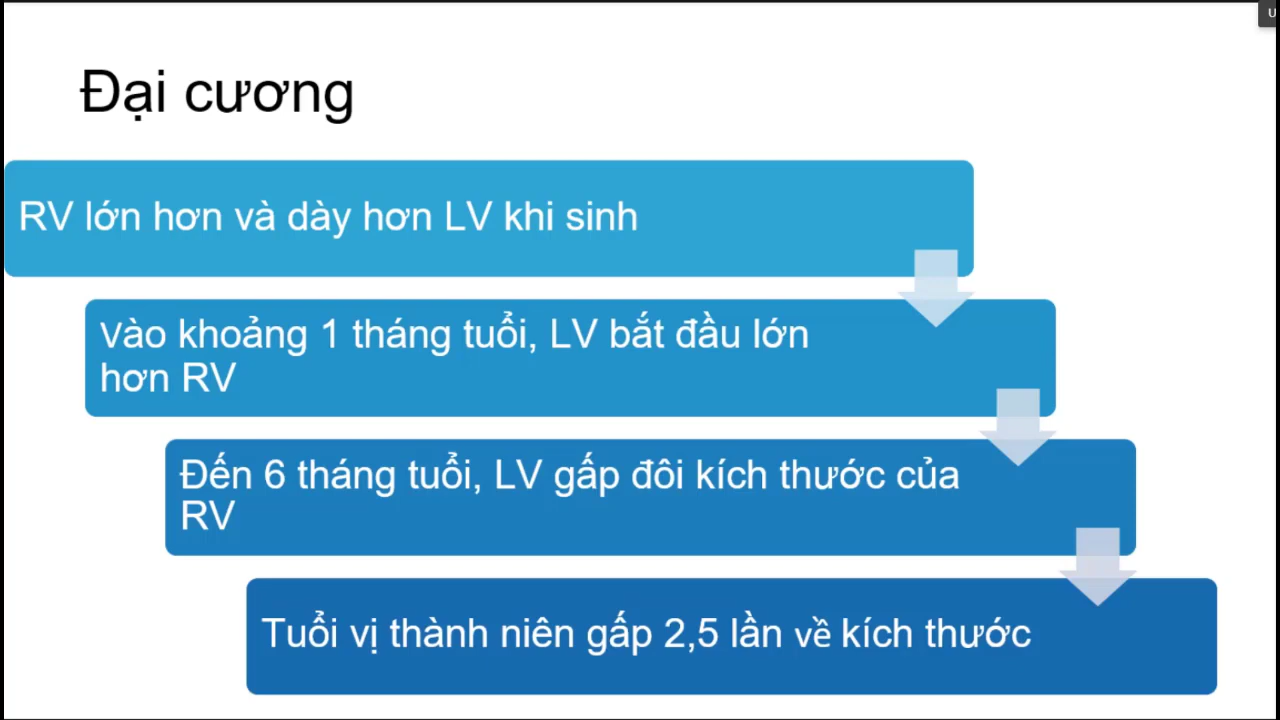 Đại cương
RV lớn hơn và dày hơn LV khi sinh
Vào khoảng 1 tháng tuổi, LV bắt đầu lớn
hơn RV
Đến 6 tháng tuổi, LV gấp đôi kích thước của
RV
Tuổi vị thành niên gấp 2,5 lần về kích thước